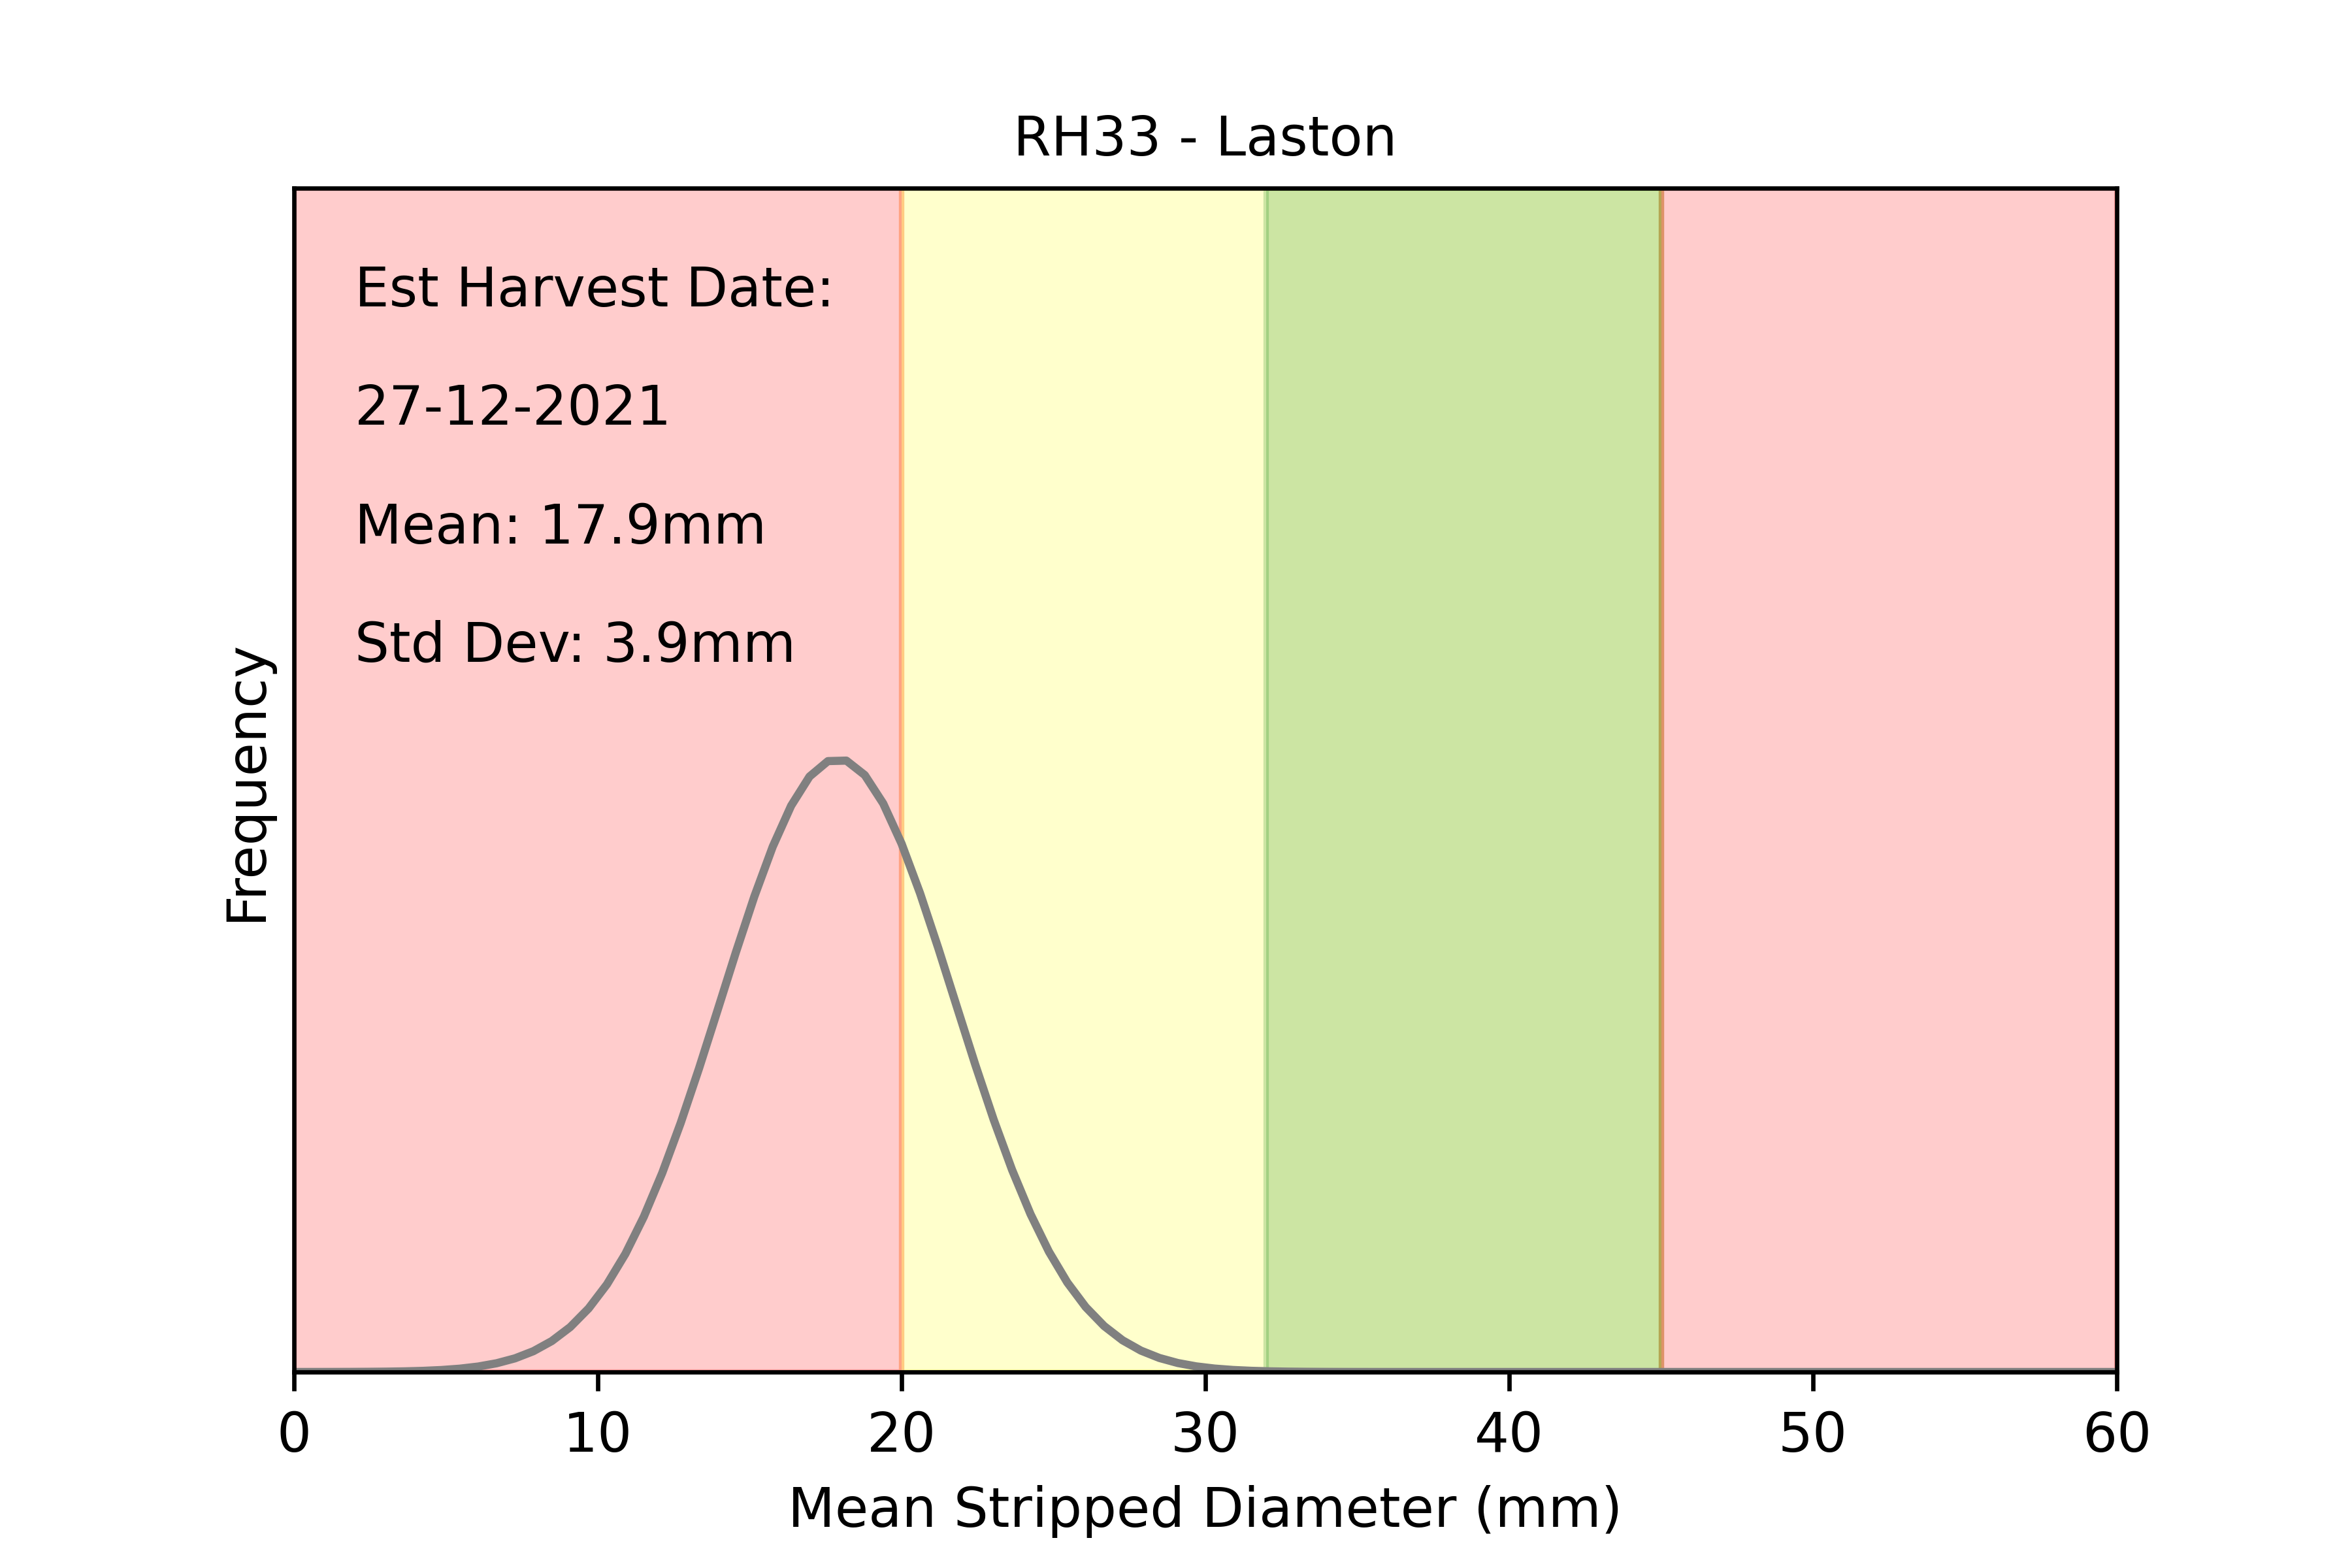 RH33 - Laston
Est Harvest Date:
27-12-2021
Mean: 17.9mm
Std Dev: 3.9mm
Frequency
0 10 20 30 40 50 60
Mean Stripped Diameter (mm)